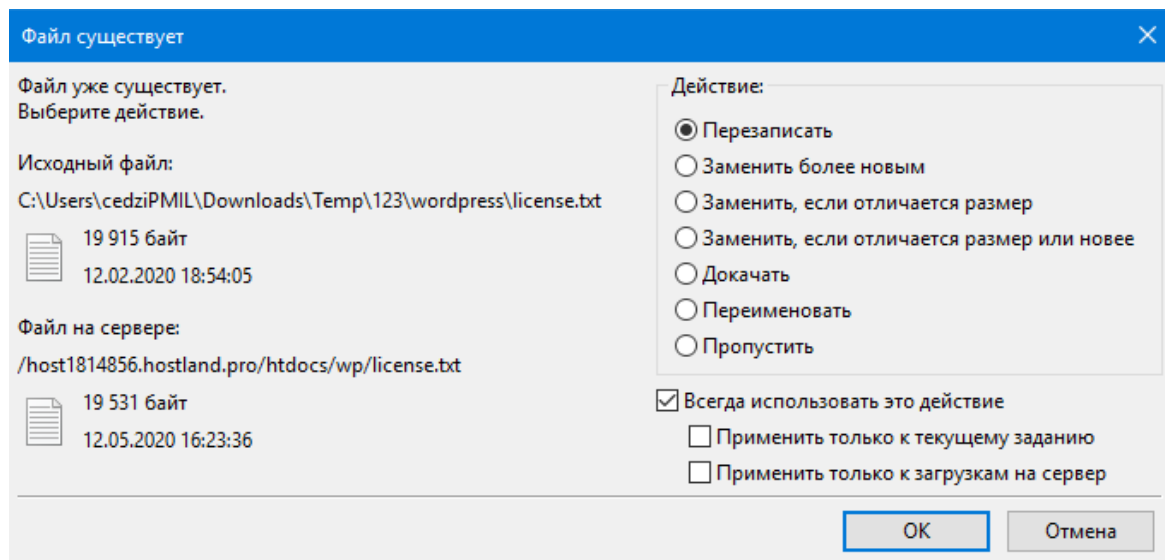 Файл существует
Файл уже существует.
Выберите действие.
Исходный файл:
C:\Users\cedziPMIL\Downloads\Temp\123\wordpress\license.txt
19 915 байт
12.02.2020 18:54:05
Файл на сервере:
/host1814856.hostland.pro/htdocs/wp/license.txt
19 531 байт
12.05.2020 16:23:36
Действие:
Перезаписать
Заменить более новым
Заменить, если отличается размер
Заменить, если отличается размер или новее
Докачать
Переименовать
Пропустить
Всегда использовать это действие
Применить только к текущему заданию
Применить только к загрузкам на сервер
OK
Отмена